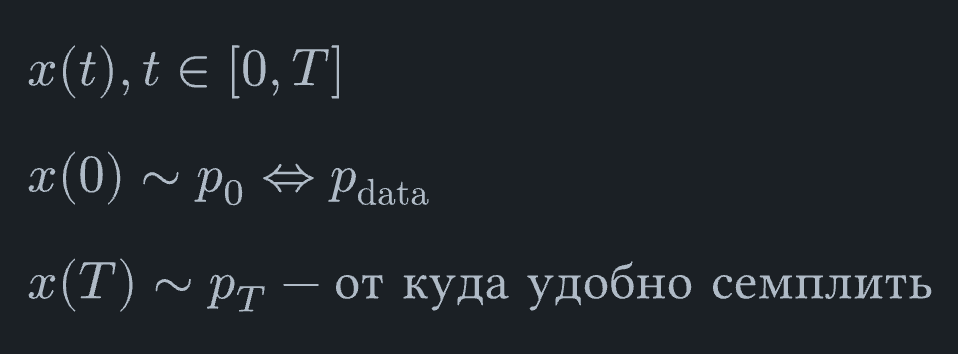 x(t), t ∈ [0, T]
x(0) ∼ p₀ ⇔ p_data
x(T) ∼ p_T — от куда удобно семплить